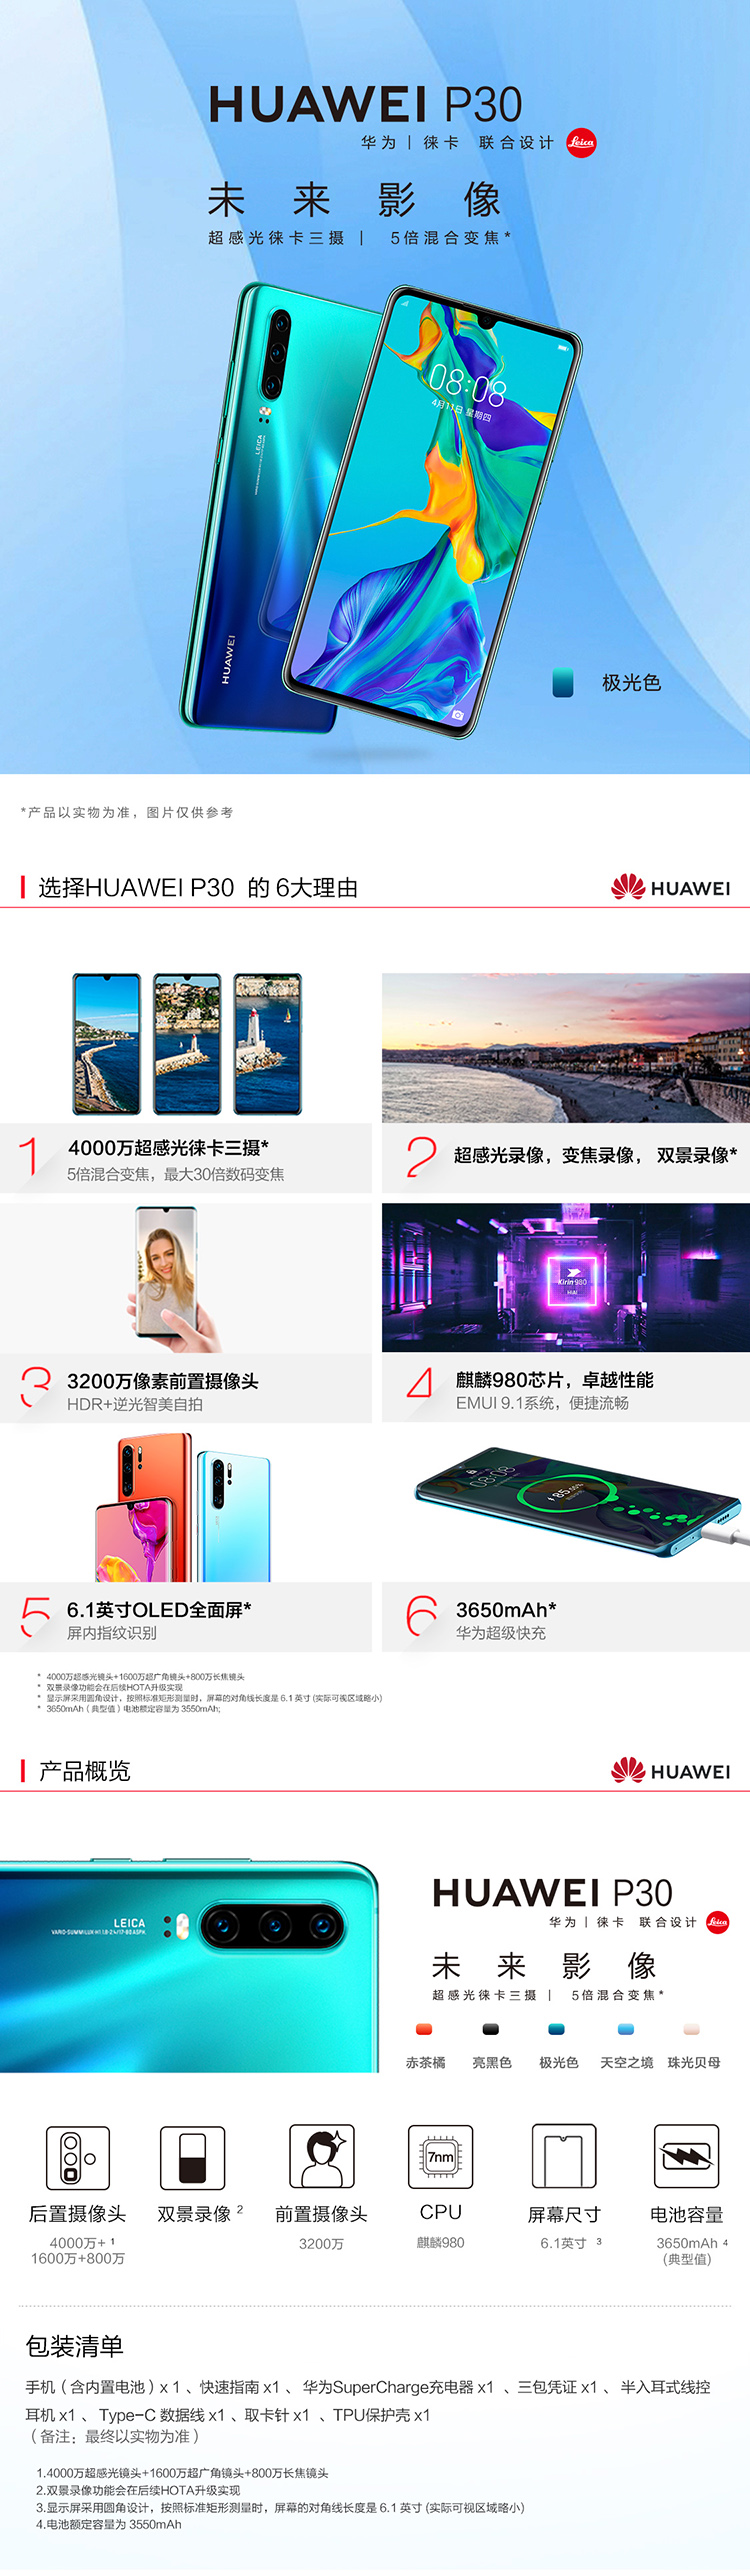 HUAWEI P30
华为 | 徕卡 联合设计 Leica
未来影像
超感光徕卡三摄 | 5倍混合变焦*
08:08
4月11日 星期四
LEICA
HUAWEI
极光色
*产品以实物为准，图片仅供参考
选择HUAWEI P30 的 6大理由
HUAWEI
1 4000万超感光徕卡三摄*
5倍混合变焦，最大30倍数码变焦
2 超感光录像，变焦录像， 双景录像*
Kirin 980
HiAI
3 3200万像素前置摄像头
HDR+逆光智美自拍
4 麒麟980芯片，卓越性能
EMUI 9.1系统，便捷流畅
08:08
5 6.1英寸OLED全面屏*
屏内指纹识别
6 3650mAh*
华为超级快充
* 4000万超感光镜头+1600万超广角镜头+800万长焦镜头
* 双景录像功能会在后续HOTA升级实现
* 显示屏采用圆角设计，按照标准矩形测量时，屏幕的对角线长度是 6.1 英寸 (实际可视区域略小)
* 3650mAh（典型值）电池额定容量为 3550mAh;
产品概览
HUAWEI
LEICA
VARIO-SUMMILUX-H 1:1.8-2.4/17-80 ASPH.
HUAWEI P30
华为 | 徕卡 联合设计 Leica
未来影像
超感光徕卡三摄 | 5倍混合变焦*
赤茶橘 亮黑色 极光色 天空之境 珠光贝母
7nm
后置摄像头 双景录像 2 前置摄像头 CPU 屏幕尺寸 电池容量
4000万+ 1 3200万 麒麟980 6.1英寸 3 3650mAh 4
1600万+800万 (典型值)
包装清单
手机（含内置电池）x 1 、快速指南 x1 、 华为SuperCharge充电器 x1 、三包凭证 x1 、 半入耳式线控
耳机 x1 、 Type-C 数据线 x1 、取卡针 x1 、TPU保护壳 x1
（备注：最终以实物为准）
1.4000万超感光镜头+1600万超广角镜头+800万长焦镜头
2.双景录像功能会在后续HOTA升级实现
3.显示屏采用圆角设计，按照标准矩形测量时，屏幕的对角线长度是 6.1 英寸 (实际可视区域略小)
4.电池额定容量为 3550mAh